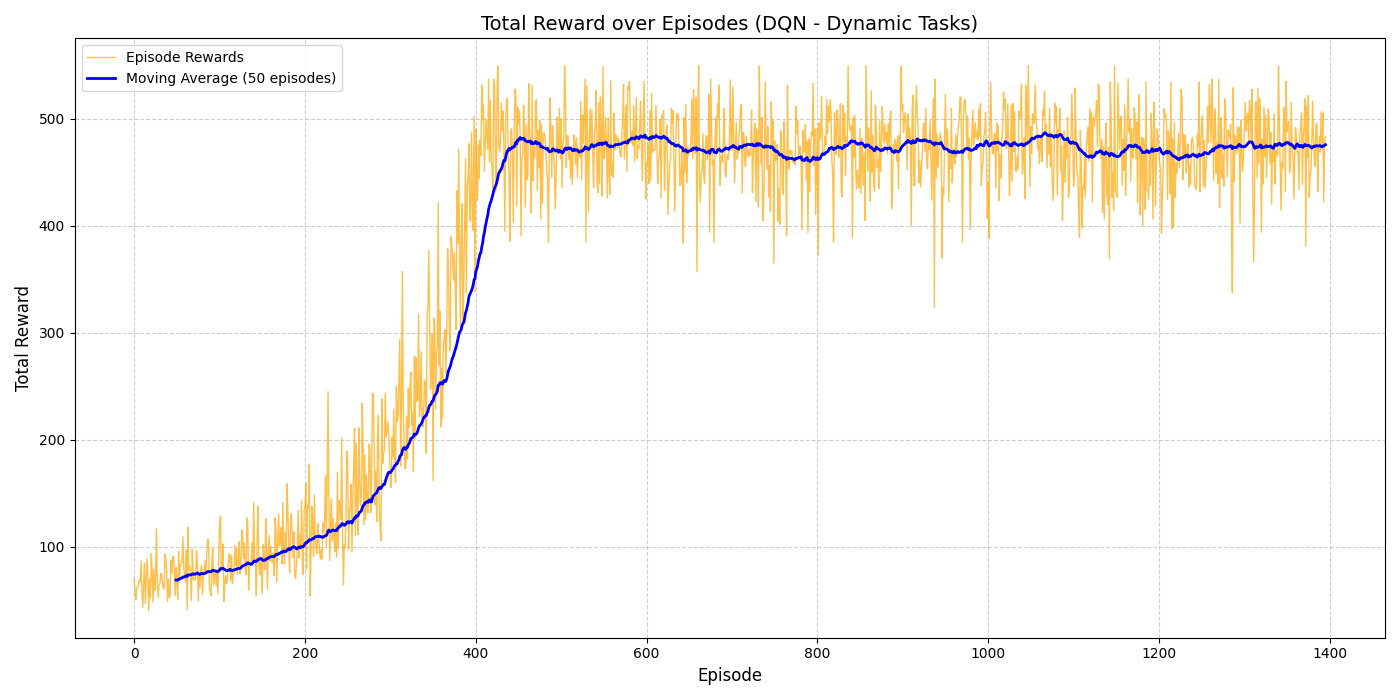 Total Reward over Episodes (DQN - Dynamic Tasks)
Episode Rewards
Moving Average (50 episodes)
Total Reward
500
400
300
200
100
0 200 400 600 800 1000 1200 1400
Episode